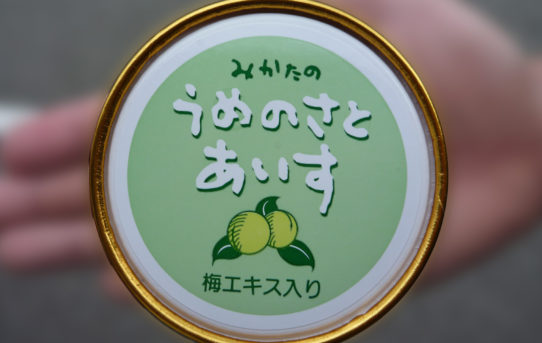 みかたの
うめのさと
あいす
梅エキス入り